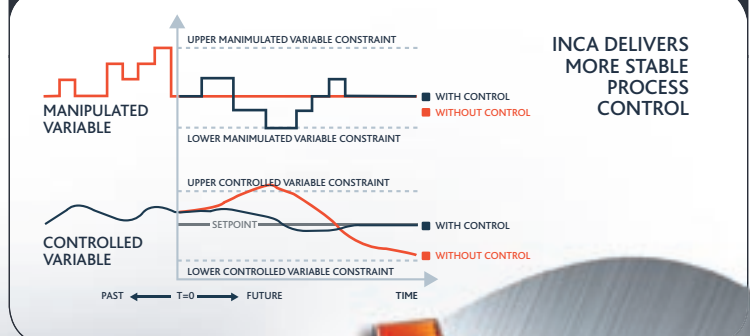 UPPER MANIMULATED VARIABLE CONSTRAINT
INCA DELIVERS
MORE STABLE
PROCESS
CONTROL
MANIPULATED
VARIABLE
WITH CONTROL
WITHOUT CONTROL
LOWER MANIMULATED VARIABLE CONSTRAINT
UPPER CONTROLLED VARIABLE CONSTRAINT
SETPOINT
WITH CONTROL
CONTROLLED
VARIABLE
WITHOUT CONTROL
LOWER CONTROLLED VARIABLE CONSTRAINT
PAST T=0 FUTURE TIME